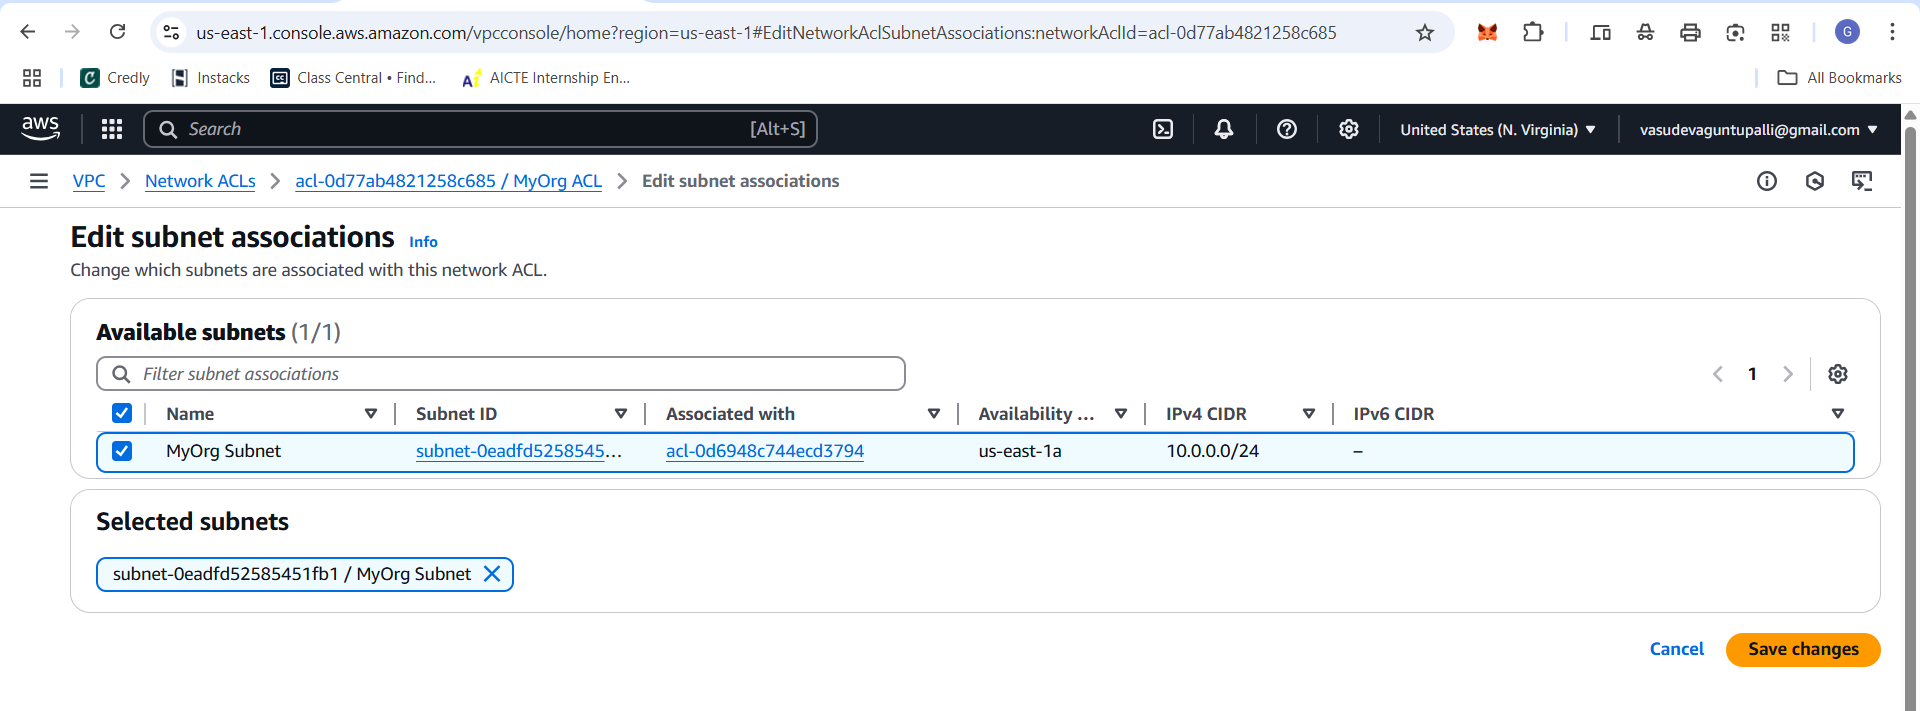 us-east-1.console.aws.amazon.com/vpcconsole/home?region=us-east-1#EditNetworkAclSubnetAssociations:networkAclId=acl-0d77ab4821258c685
G
Credly
Instacks
Class Central • Find...
AICTE Internship En...
All Bookmarks
aws
Search
[Alt+S]
United States (N. Virginia)
vasudevaguntupalli@gmail.com
VPC
Network ACLs
acl-0d77ab4821258c685 / MyOrg ACL
Edit subnet associations
Edit subnet associations Info
Change which subnets are associated with this network ACL.
Available subnets (1/1)
Filter subnet associations
1
Name Subnet ID Associated with Availability ... IPv4 CIDR IPv6 CIDR
MyOrg Subnet subnet-0eadfd5258545... acl-0d6948c744ecd3794 us-east-1a 10.0.0.0/24 –
Selected subnets
subnet-0eadfd52585451fb1 / MyOrg Subnet
Cancel
Save changes